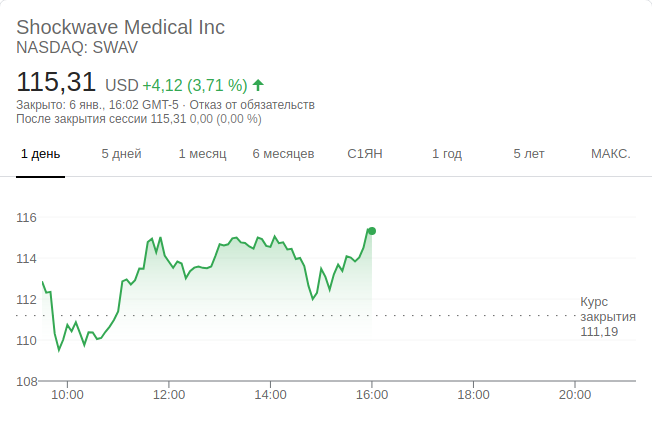 Shockwave Medical Inc
NASDAQ: SWAV
115,31 USD +4,12 (3,71 %)
Закрыто: 6 янв., 16:02 GMT-5 · Отказ от обязательств
После закрытия сессии 115,31 0,00 (0,00 %)
1 день 5 дней 1 месяц 6 месяцев С1ЯН 1 год 5 лет МАКС.
116
114
112
110
108
Курс
закрытия
111,19
10:00 12:00 14:00 16:00 18:00 20:00